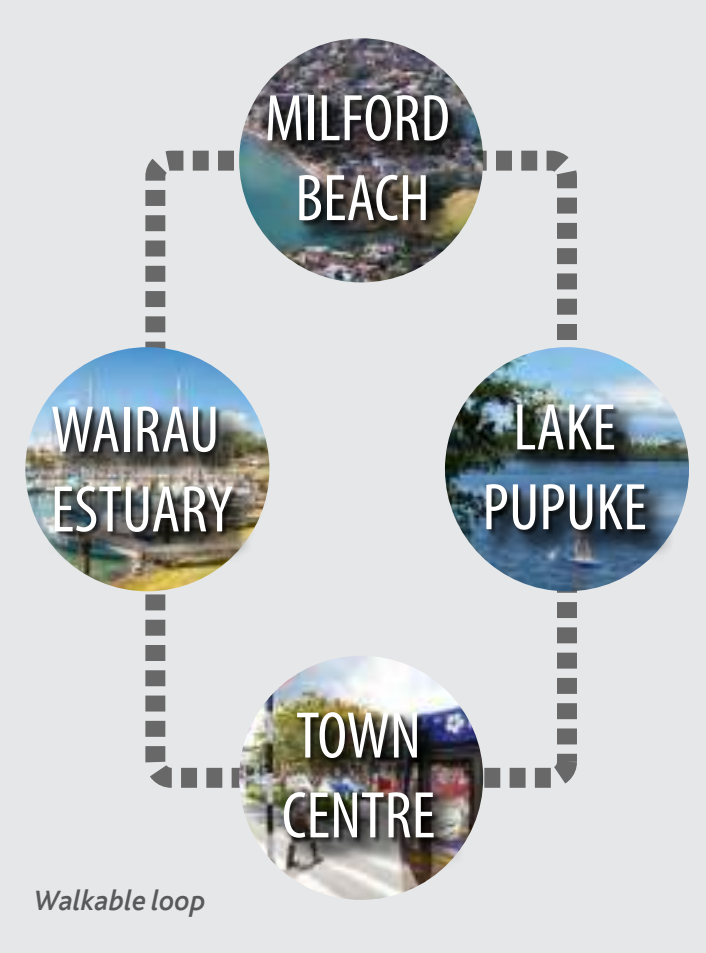 MILFORD
BEACH
WAIRAU
ESTUARY
LAKE
PUPUKE
TOWN
CENTRE
Walkable loop